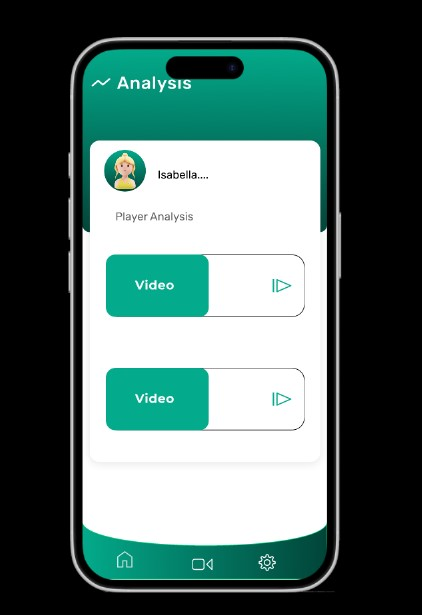 Analysis
Isabella....
Player Analysis
Video
Video